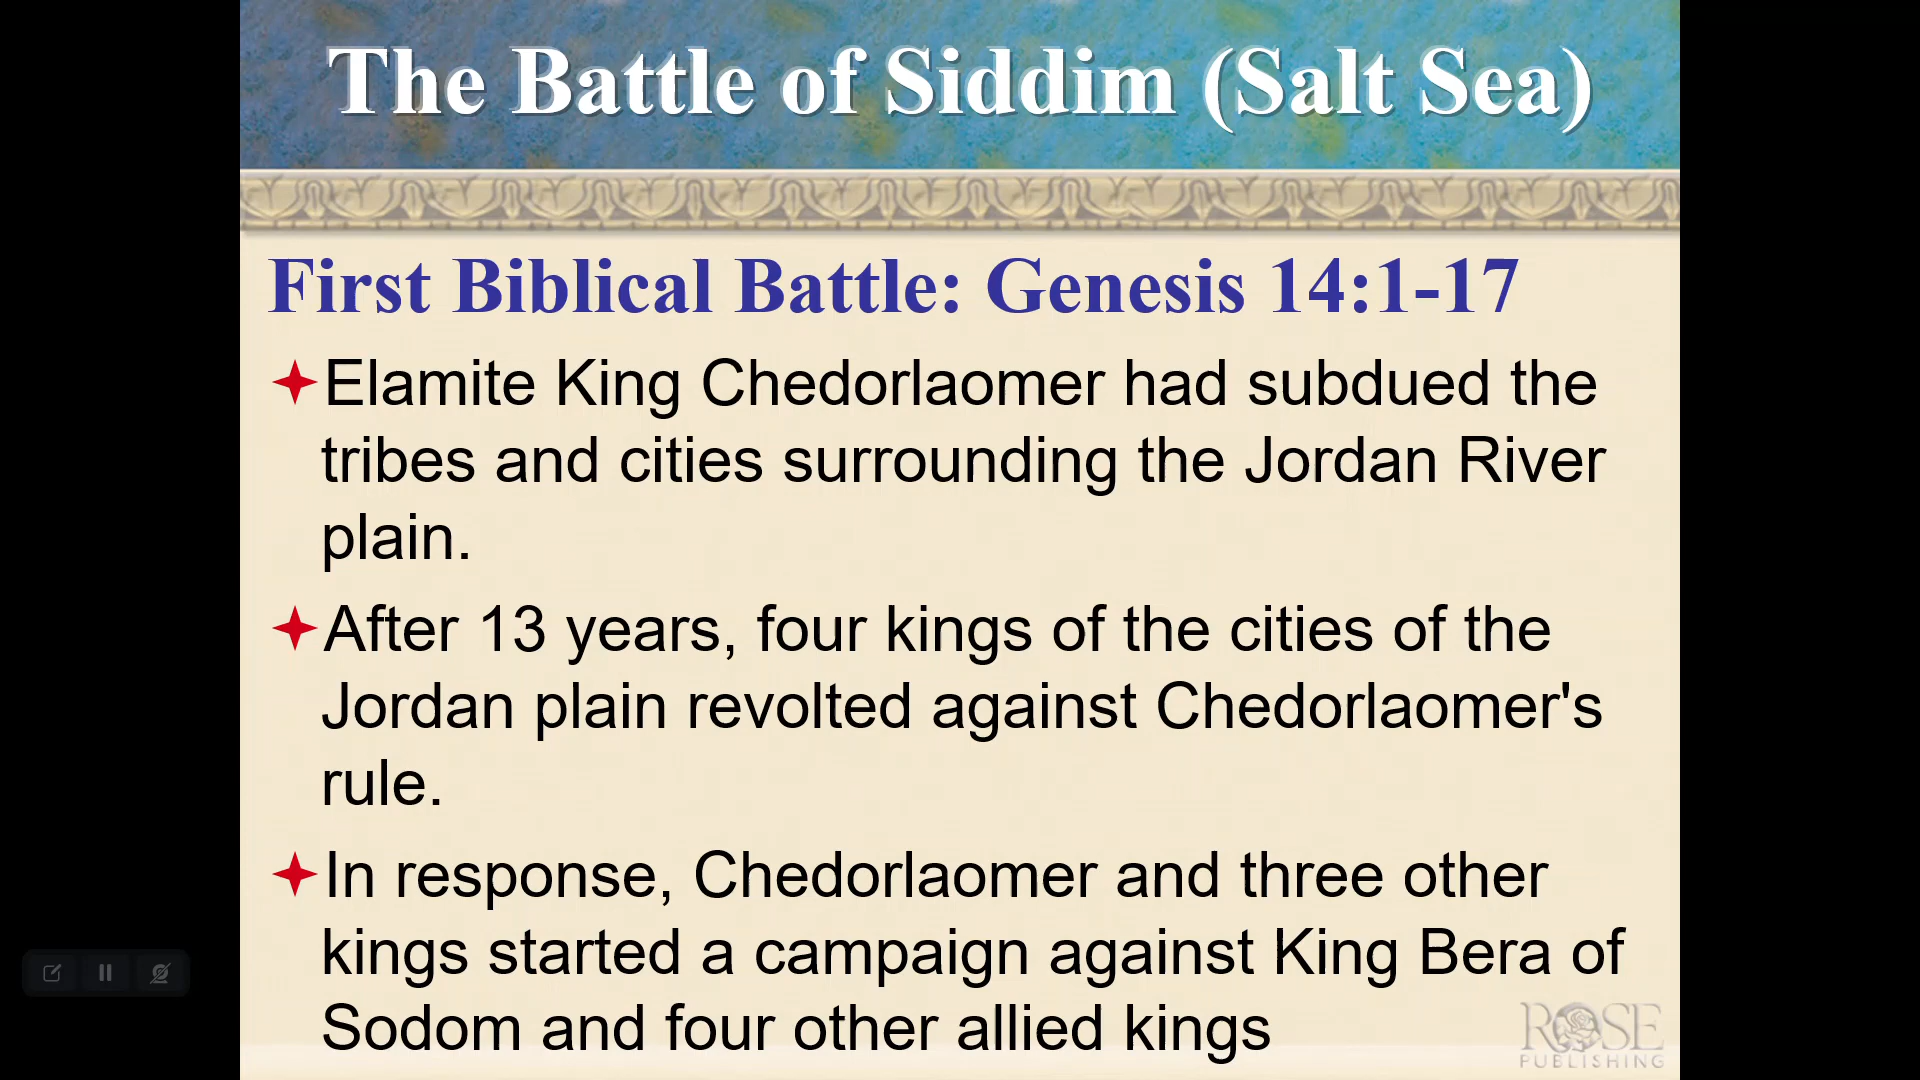 The Battle of Siddim (Salt Sea)
First Biblical Battle: Genesis 14:1-17
Elamite King Chedorlaomer had subdued the
tribes and cities surrounding the Jordan River
plain.
After 13 years, four kings of the cities of the
Jordan plain revolted against Chedorlaomer's
rule.
In response, Chedorlaomer and three other
kings started a campaign against King Bera of
Sodom and four other allied kings
ROSE
PUBLISHING